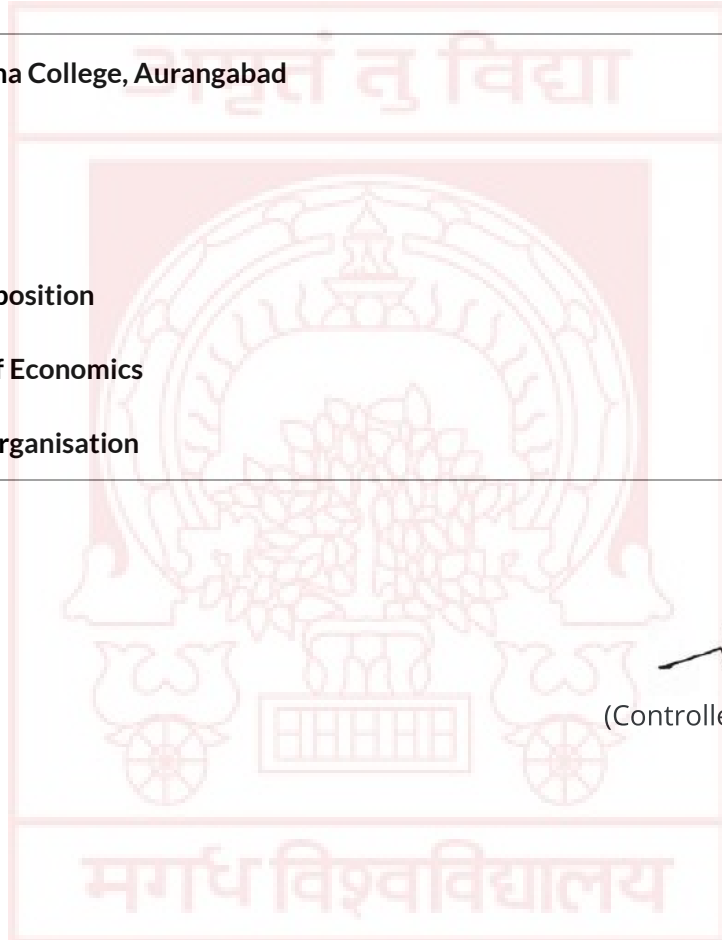 अमृतं तु विद्या
na College, Aurangabad
position
f Economics
rganisation
(Controlle
मगध विश्वविद्यालय